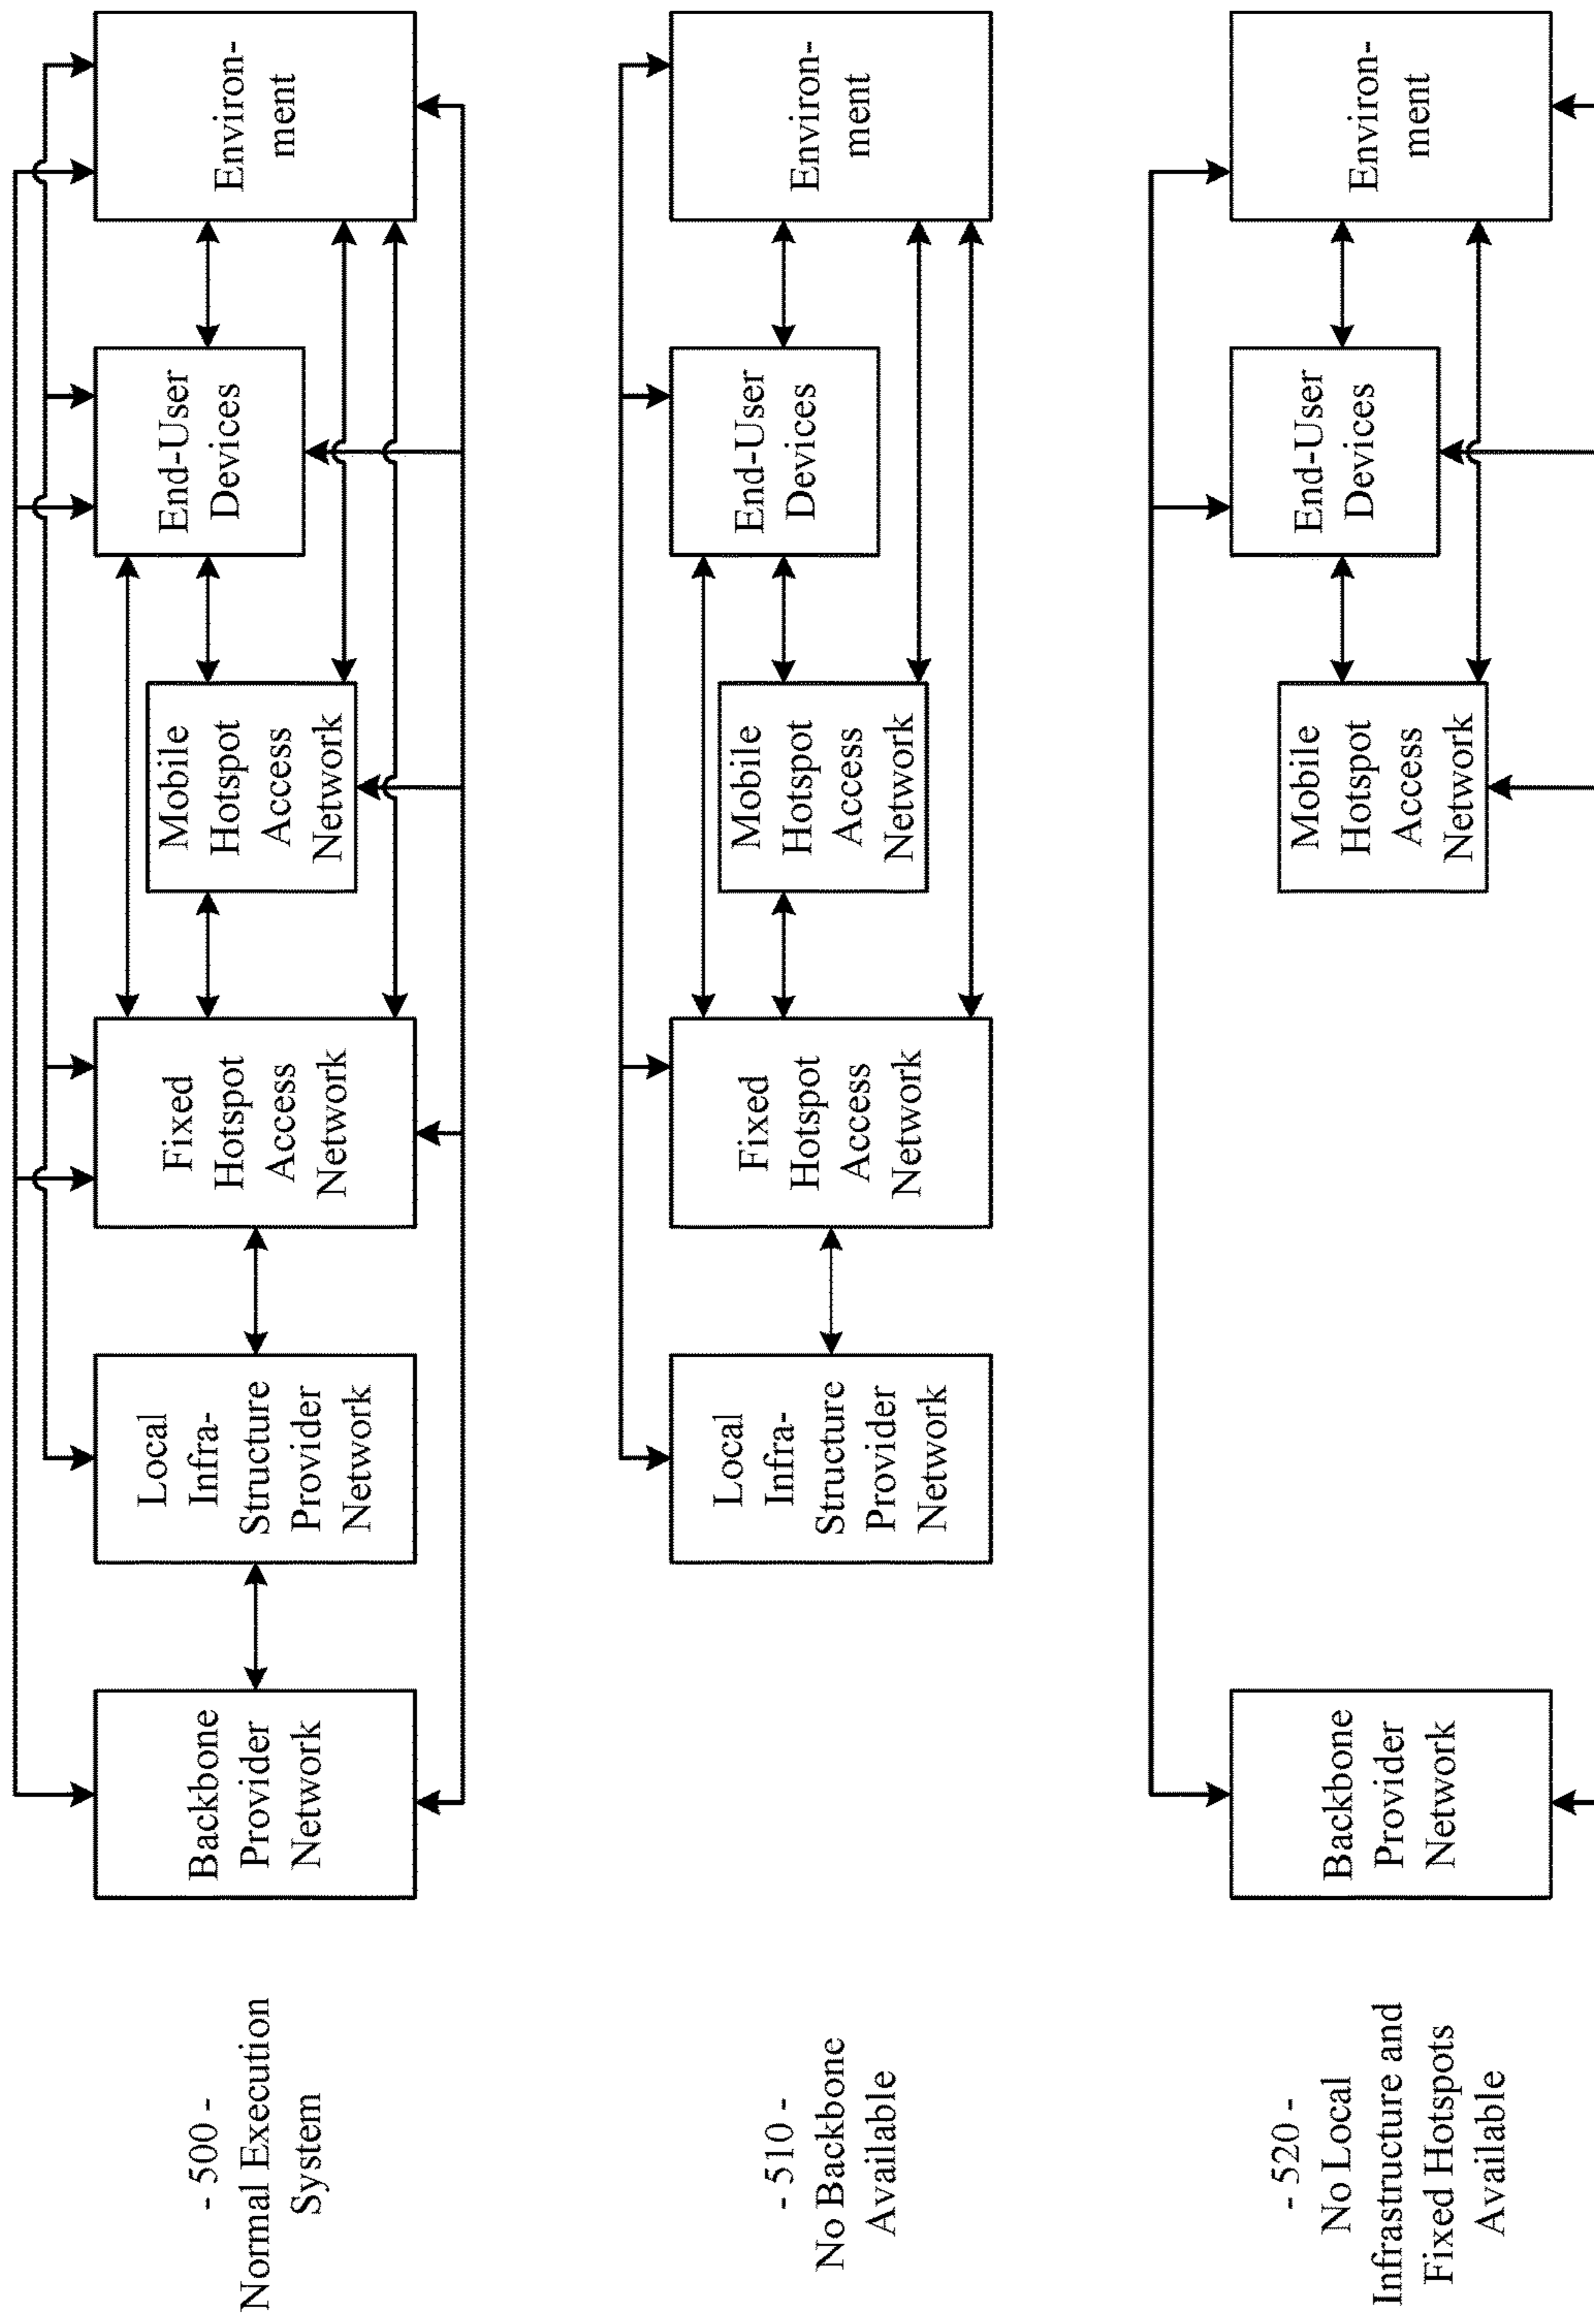 - 500 -
Normal Execution
System
Backbone
Provider
Network
Local
Infra-
Structure
Provider
Network
Fixed
Hotspot
Access
Network
Mobile
Hotspot
Access
Network
End-User
Devices
Environ-
ment
- 510 -
No Backbone
Available
Local
Infra-
Structure
Provider
Network
Fixed
Hotspot
Access
Network
Mobile
Hotspot
Access
Network
End-User
Devices
Environ-
ment
- 520 -
No Local
Infrastructure and
Fixed Hotspots
Available
Backbone
Provider
Network
Mobile
Hotspot
Access
Network
End-User
Devices
Environ-
ment